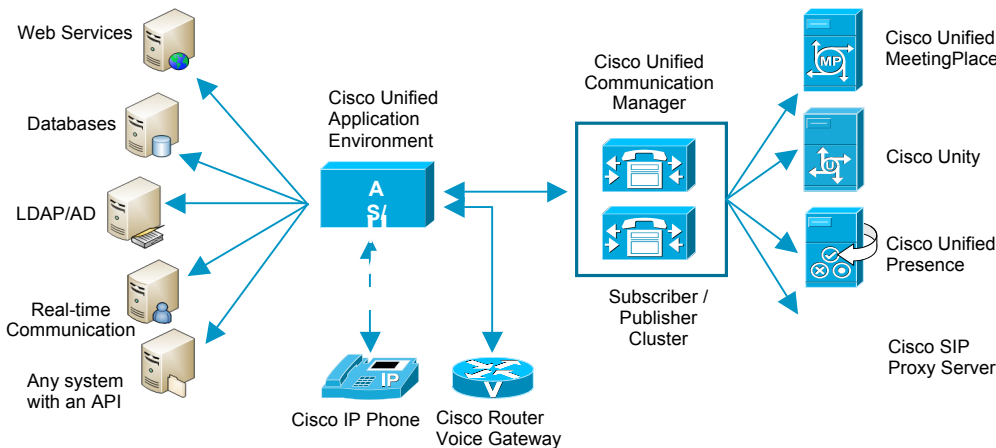 Web Services
Databases
LDAP/AD
Real-time
Communication
Any system
with an API
Cisco Unified
Application
Environment
A
S/
Cisco IP Phone
IP
Cisco Router
Voice Gateway
V
Cisco Unified
Communication
Manager
Subscriber /
Publisher
Cluster
Cisco Unified
MeetingPlace
MP
Cisco Unity
U
Cisco Unified
Presence
Cisco SIP
Proxy Server